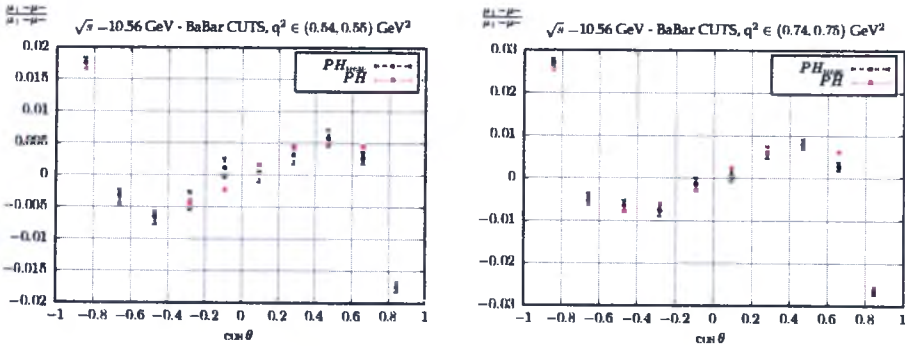 √s =10.56 GeV - BaBar CUTS, q² ∈ (0.54, 0.55) GeV²
0.02
0.015
0.01
0.005
0
−0.005
−0.01
−0.015
−0.02
PH
−1 −0.8 −0.6 −0.4 −0.2 0 0.2 0.4 0.6 0.8 1
cos θ
√s =10.56 GeV - BaBar CUTS, q² ∈ (0.74, 0.75) GeV²
0.03
0.02
0.01
0
−0.01
−0.02
−0.03
PH
−1 −0.8 −0.6 −0.4 −0.2 0 0.2 0.4 0.6 0.8 1
cos θ